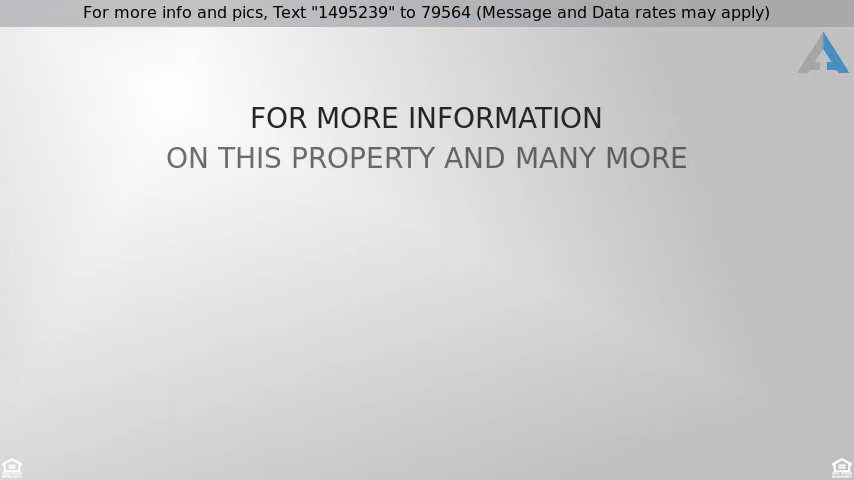 For more info and pics, Text "1495239" to 79564 (Message and Data rates may apply)
FOR MORE INFORMATION
ON THIS PROPERTY AND MANY MORE